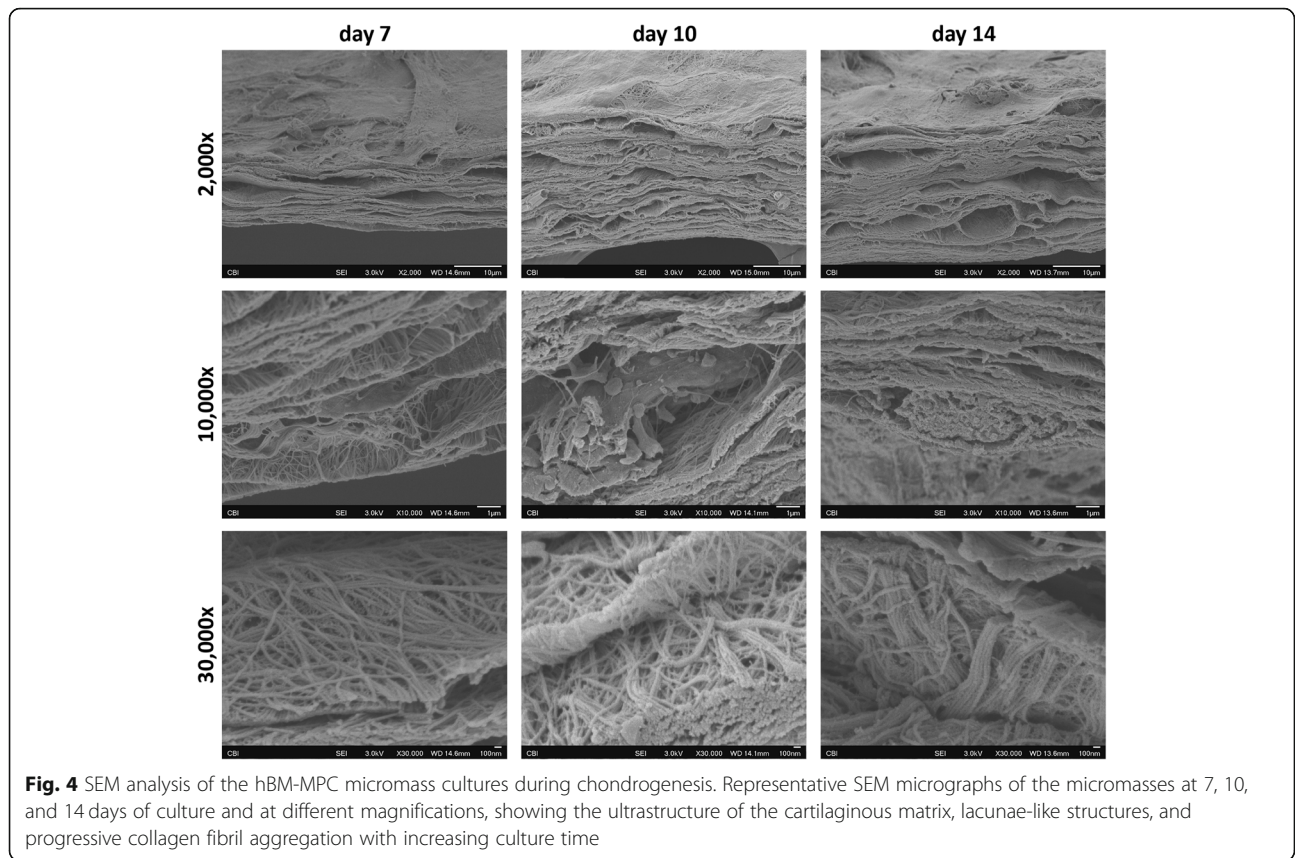 day 7 day 10 day 14
2,000x
CBI SEI 3.0kV X2,000 WD 14.6mm 10µm
CBI SEI 3.0kV X2,000 WD 15.0mm 10µm
CBI SEI 3.0kV X2,000 WD 13.7mm 10µm
10,000x
CBI SEI 3.0kV X10,000 WD 14.6mm 1µm
CBI SEI 3.0kV X10,000 WD 14.1mm 1µm
CBI SEI 3.0kV X10,000 WD 13.6mm 1µm
30,000x
CBI SEI 3.0kV X30,000 WD 14.6mm 100nm
CBI SEI 3.0kV X30,000 WD 14.1mm 100nm
CBI SEI 3.0kV X30,000 WD 13.6mm 100nm
Fig. 4 SEM analysis of the hBM-MPC micromass cultures during chondrogenesis. Representative SEM micrographs of the micromasses at 7, 10,
and 14 days of culture and at different magnifications, showing the ultrastructure of the cartilaginous matrix, lacunae-like structures, and
progressive collagen fibril aggregation with increasing culture time